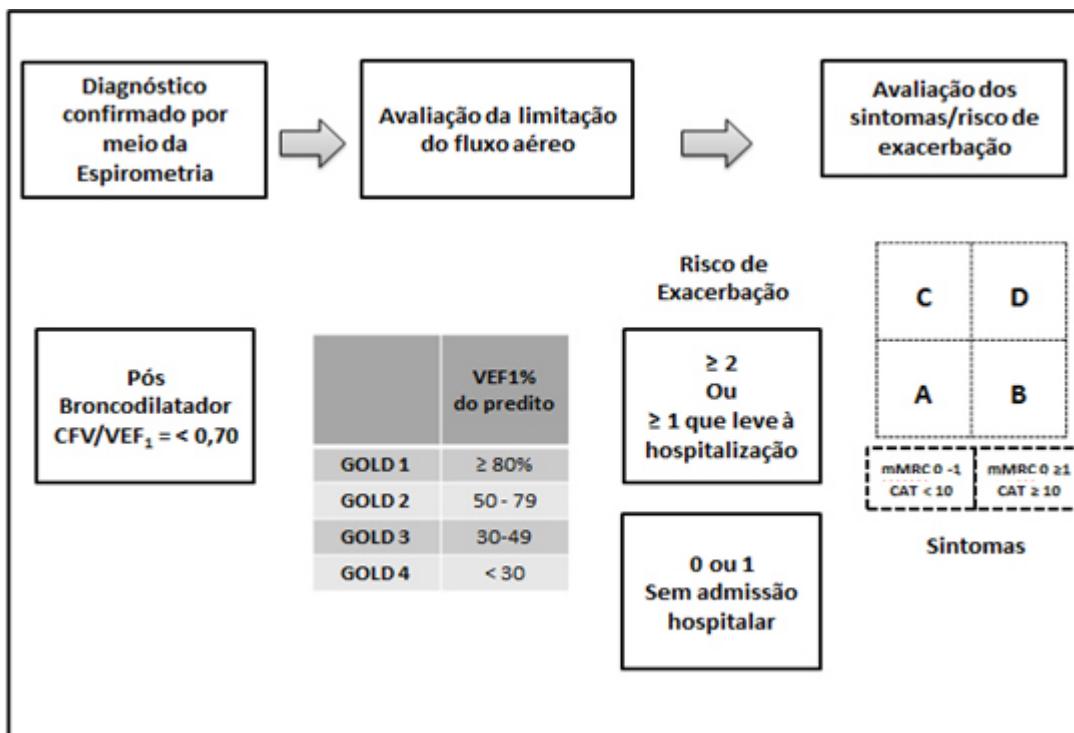 Diagnóstico
confirmado por
meio da
Espirometria
Avaliação da limitação
do fluxo aéreo
Avaliação dos
sintomas/risco de
exacerbação
Pós
Broncodilatador
CFV/VEF₁ = < 0,70
VEF1%
do predito
GOLD 1 ≥ 80%
GOLD 2 50 - 79
GOLD 3 30-49
GOLD 4 < 30
Risco de
Exacerbação
≥ 2
Ou
≥ 1 que leve à
hospitalização
0 ou 1
Sem admissão
hospitalar
C D
A B
mMRC 0 -1 mMRC 0 ≥1
CAT < 10 CAT ≥ 10
Sintomas